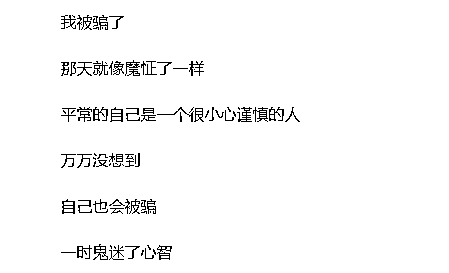 我被骗了
那天就像魔怔了一样
平常的自己是一个很小心谨慎的人
万万没想到
自己也会被骗
一时鬼迷了心智